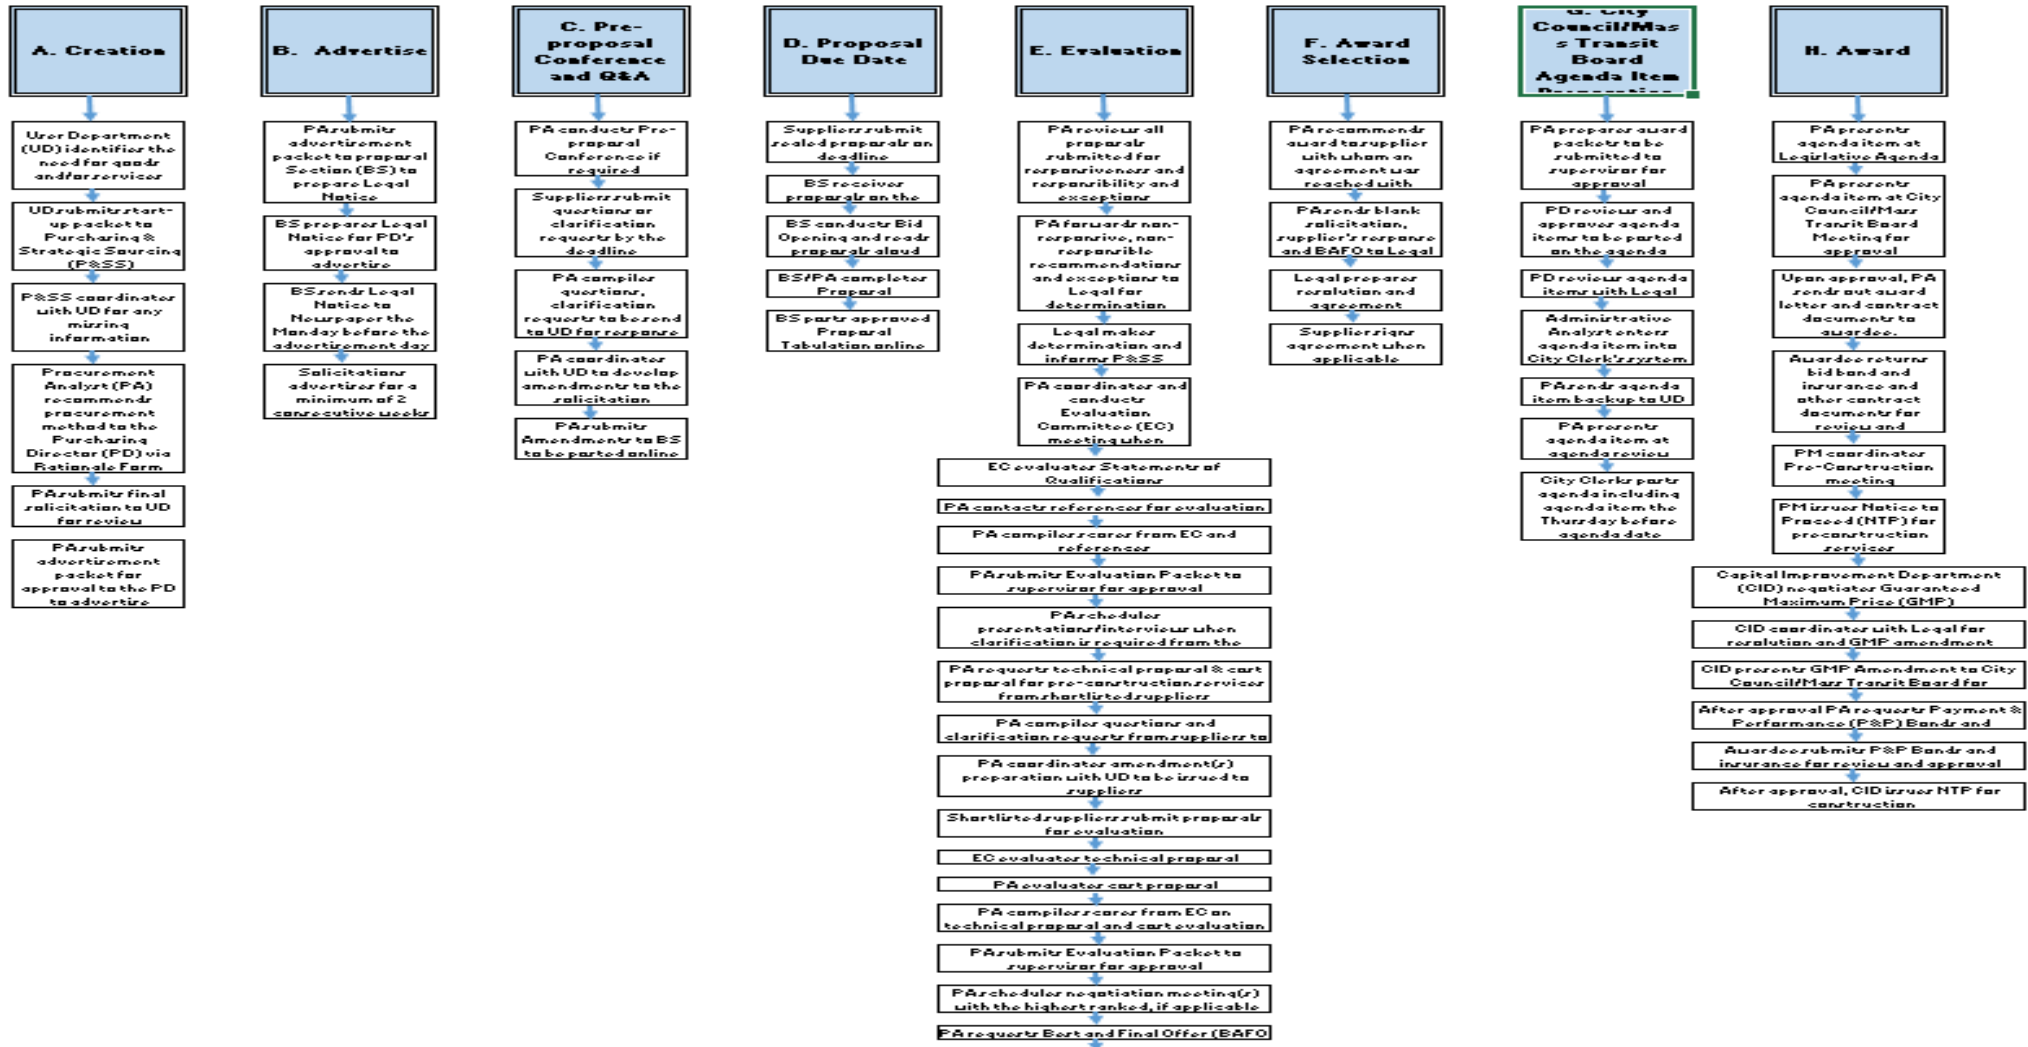 A. Creation
User Department
(UD) identifies the
need for goods
and/or services
UD submits start-
up packet to
Purchasing &
Strategic Sourcing
(P&SS)
P&SS coordinates
with UD for any
missing
information
Procurement
Analyst (PA)
recommends
procurement
method to the
Purchasing
Director (PD) via
Rationale Form
PA submits final
solicitation to UD
for review
PA submits
advertisement
packet for
approval to the PD
to advertise
B. Advertise
PA submits
advertisement
packet to proposal
Section (BS) to
prepare Legal
Notice
BS prepares Legal
Notice for PD's
approval to
advertise
BS sends Legal
Notice to
Newspaper the
Monday before the
advertisement day
Solicitations
advertises for a
minimum of 2
consecutive weeks
C. Pre-
proposal
Conference
and Q&A
PA conducts Pre-
proposal
Conference if
required
Suppliers submit
questions or
clarification
requests by the
deadline
PA compiles
questions,
clarification
requests to be send
to UD for response
PA coordinates
with UD to develop
amendments to the
solicitation
PA submits
Amendments to BS
to be posted online
D. Proposal
Due Date
Suppliers submit
sealed proposals on
deadline
BS receives
proposals on the
BS conducts Bid
Opening and reads
proposals aloud
BS/PA completes
Proposal
BS posts approved
Proposal
Tabulation online
E. Evaluation
PA reviews all
proposals
submitted for
responsiveness and
responsibility and
exceptions
PA forwards non-
responsive, non-
responsible
recommendations
and exceptions to
Legal for
determination
Legal makes
determination and
informs P&SS
PA coordinates and
conducts
Evaluation
Committee (EC)
meeting when
EC evaluates Statements of
Qualifications
PA contacts references for evaluation
PA compiles scores from EC and
references
PA submits Evaluation Packet to
supervisor for approval
PA schedules
presentations/interviews when
clarification is required from the
PA requests technical proposal & cost
proposal for pre-construction services
from shortlisted suppliers
PA compiles questions and
clarification requests from suppliers to
PA coordinates amendment(s)
preparation with UD to be issued to
suppliers
Shortlisted suppliers submit proposals
for evaluation
EC evaluates technical proposal
PA evaluates cost proposal
PA compiles scores from EC on
technical proposal and cost evaluation
PA submits Evaluation Packet to
supervisor for approval
PA schedules negotiation meeting(s)
with the highest ranked, if applicable
PA requests Best and Final Offer (BAFO
F. Award
Selection
PA recommends
award to supplier
with whom an
agreement was
reached with
PA sends blank
solicitation,
supplier's response
and BAFO to Legal
Legal prepares
resolution and
agreement
Supplier signs
agreement when
applicable
G. City
Council/Mas
s Transit
Board
Agenda Item
Preparation
PA prepares award
packets to be
submitted to
supervisor for
approval
PD reviews and
approves agenda
items to be posted
on the agenda
PD reviews agenda
items with Legal
Administrative
Analyst enters
agenda item into
City Clerk's system
PA sends agenda
item backup to UD
PA presents
agenda item at
agenda review
City Clerks posts
agenda including
agenda item the
Thursday before
agenda date
H. Award
PA presents
agenda item at
Legislative Agenda
PA presents
agenda item at City
Council/Mass
Transit Board
Meeting for
approval
Upon approval, PA
sends out award
letter and contract
documents to
awardee.
Awardee returns
bid bond and
insurance and
other contract
documents for
review and
PM coordinates
Pre-Construction
meeting
PM issues Notice to
Proceed (NTP) for
preconstruction
services
Capital Improvement Department
(CID) negotiates Guaranteed
Maximum Price (GMP)
CID coordinates with Legal for
resolution and GMP amendment
CID presents GMP Amendment to City
Council/Mass Transit Board for
After approval PA requests Payment &
Performance (P&P) Bonds and
Awardee submits P&P Bonds and
insurance for review and approval
After approval, CID issues NTP for
construction